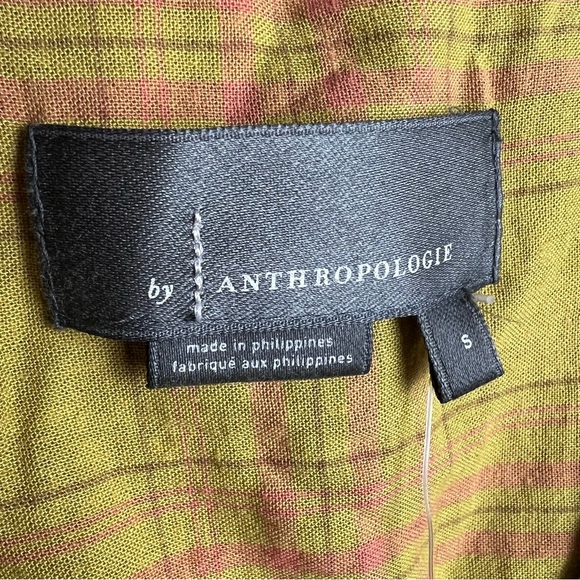 by ANTHROPOLOGIE
made in philippines
fabriqué aux philippines
S